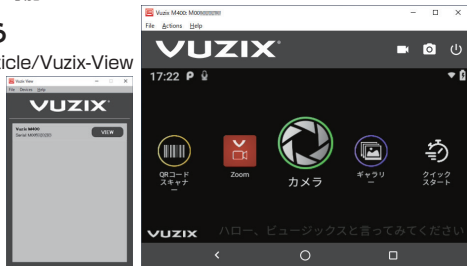 6
ticle/Vuzix-View
Vuzix View
File Devices Help
VUZIX
Vuzix M400
VIEW
Vuzix M400: M00
File Actions Help
VUZIX
17:22 P
QRコード
スキャナ
ー
Zoom
カメラ
ギャラリ
ー
クイック
スタート
VUZIX
ハロー、ビュージックスと言ってみてください